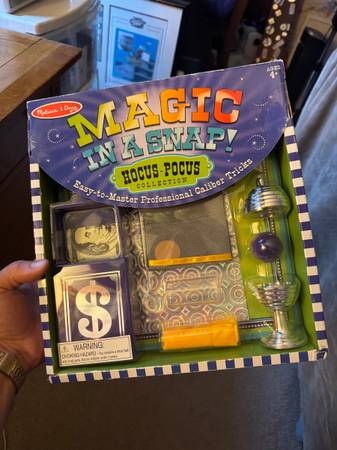 Melissa & Doug
AGES
4+
MAGIC
IN A SNAP!
HOCUS-POCUS
COLLECTION
Easy-to-Master Professional Caliber Tricks
$
WARNING:
CHOKING HAZARD